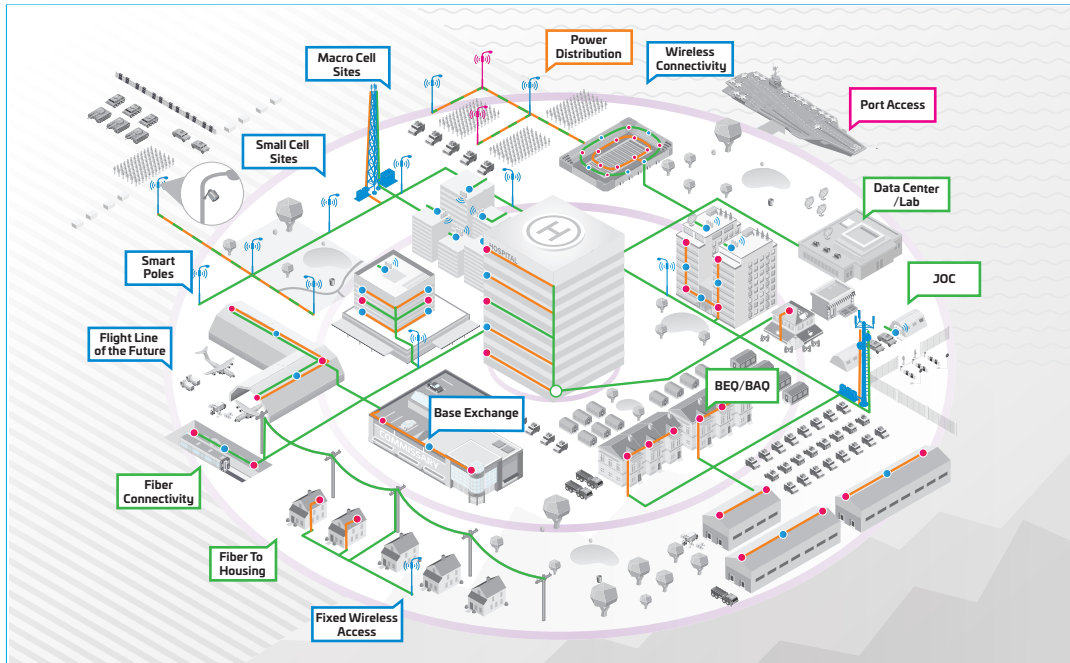 Power
Distribution
Wireless
Connectivity
Macro Cell
Sites
Port Access
Small Cell
Sites
Data Center
/Lab
HOSPITAL
H
Smart
Poles
JOC
Flight Line
of the Future
BEQ/BAQ
Base Exchange
COMMISSARY
Fiber
Connectivity
Fiber To
Housing
Fixed Wireless
Access